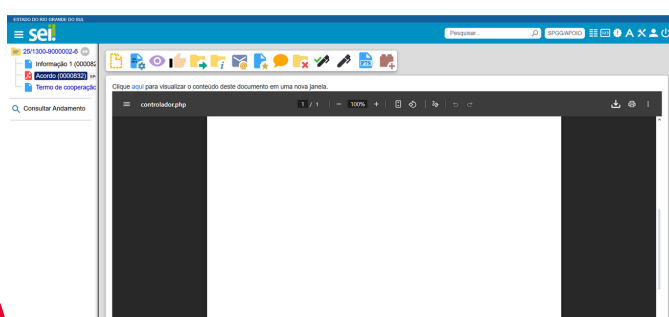 ESTADO DO RIO GRANDE DO SUL
sei!
Pesquisar...
SPGG/APOIO
25/1300-9000002-6
Informação 1 (000082
Acordo (0000832)
Termo de cooperação
Consultar Andamento
Clique aqui para visualizar o conteúdo deste documento em uma nova janela.
controlador.php 1 / 1 − 100% +